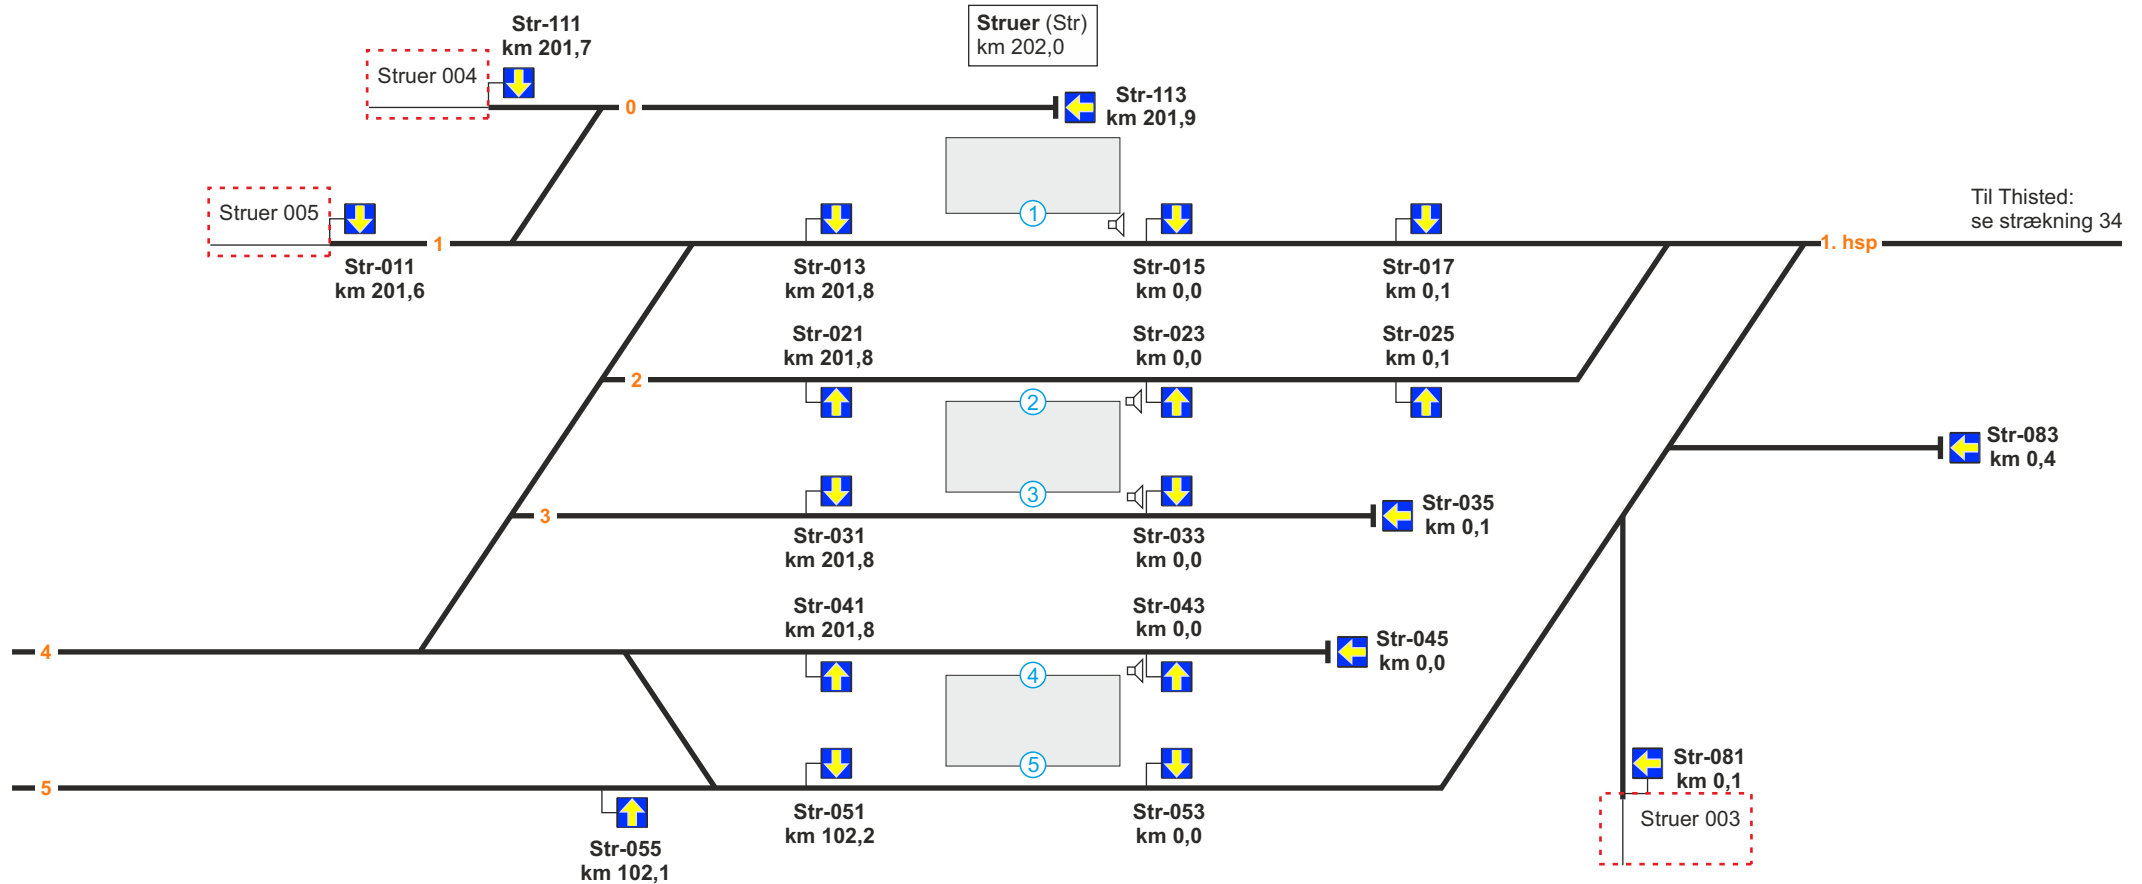 Str-111
km 201,7
Struer (Str)
km 202,0
Struer 004
0
Str-113
km 201,9
Struer 005
1
1
Til Thisted:
se strækning 34
1. hsp
Str-011
km 201,6
Str-013
km 201,8
Str-015
km 0,0
Str-017
km 0,1
Str-021
km 201,8
Str-023
km 0,0
Str-025
km 0,1
2
2
Str-083
km 0,4
3
3
Str-031
km 201,8
Str-033
km 0,0
Str-035
km 0,1
Str-041
km 201,8
Str-043
km 0,0
4
Str-045
km 0,0
4
5
5
Str-081
km 0,1
Struer 003
Str-051
km 102,2
Str-053
km 0,0
Str-055
km 102,1